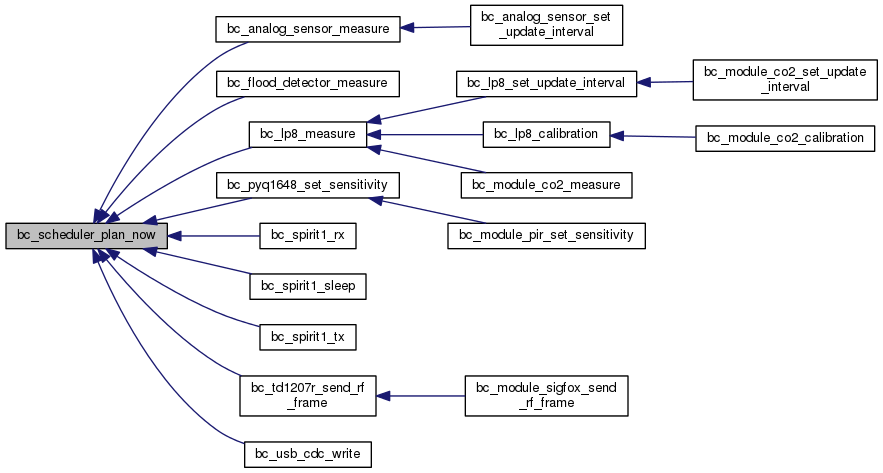 bc_scheduler_plan_now
bc_analog_sensor_measure
bc_analog_sensor_set
_update_interval
bc_flood_detector_measure
bc_lp8_measure
bc_lp8_set_update_interval
bc_module_co2_set_update
_interval
bc_lp8_calibration
bc_module_co2_calibration
bc_module_co2_measure
bc_pyq1648_set_sensitivity
bc_module_pir_set_sensitivity
bc_spirit1_rx
bc_spirit1_sleep
bc_spirit1_tx
bc_td1207r_send_rf
_frame
bc_module_sigfox_send
_rf_frame
bc_usb_cdc_write